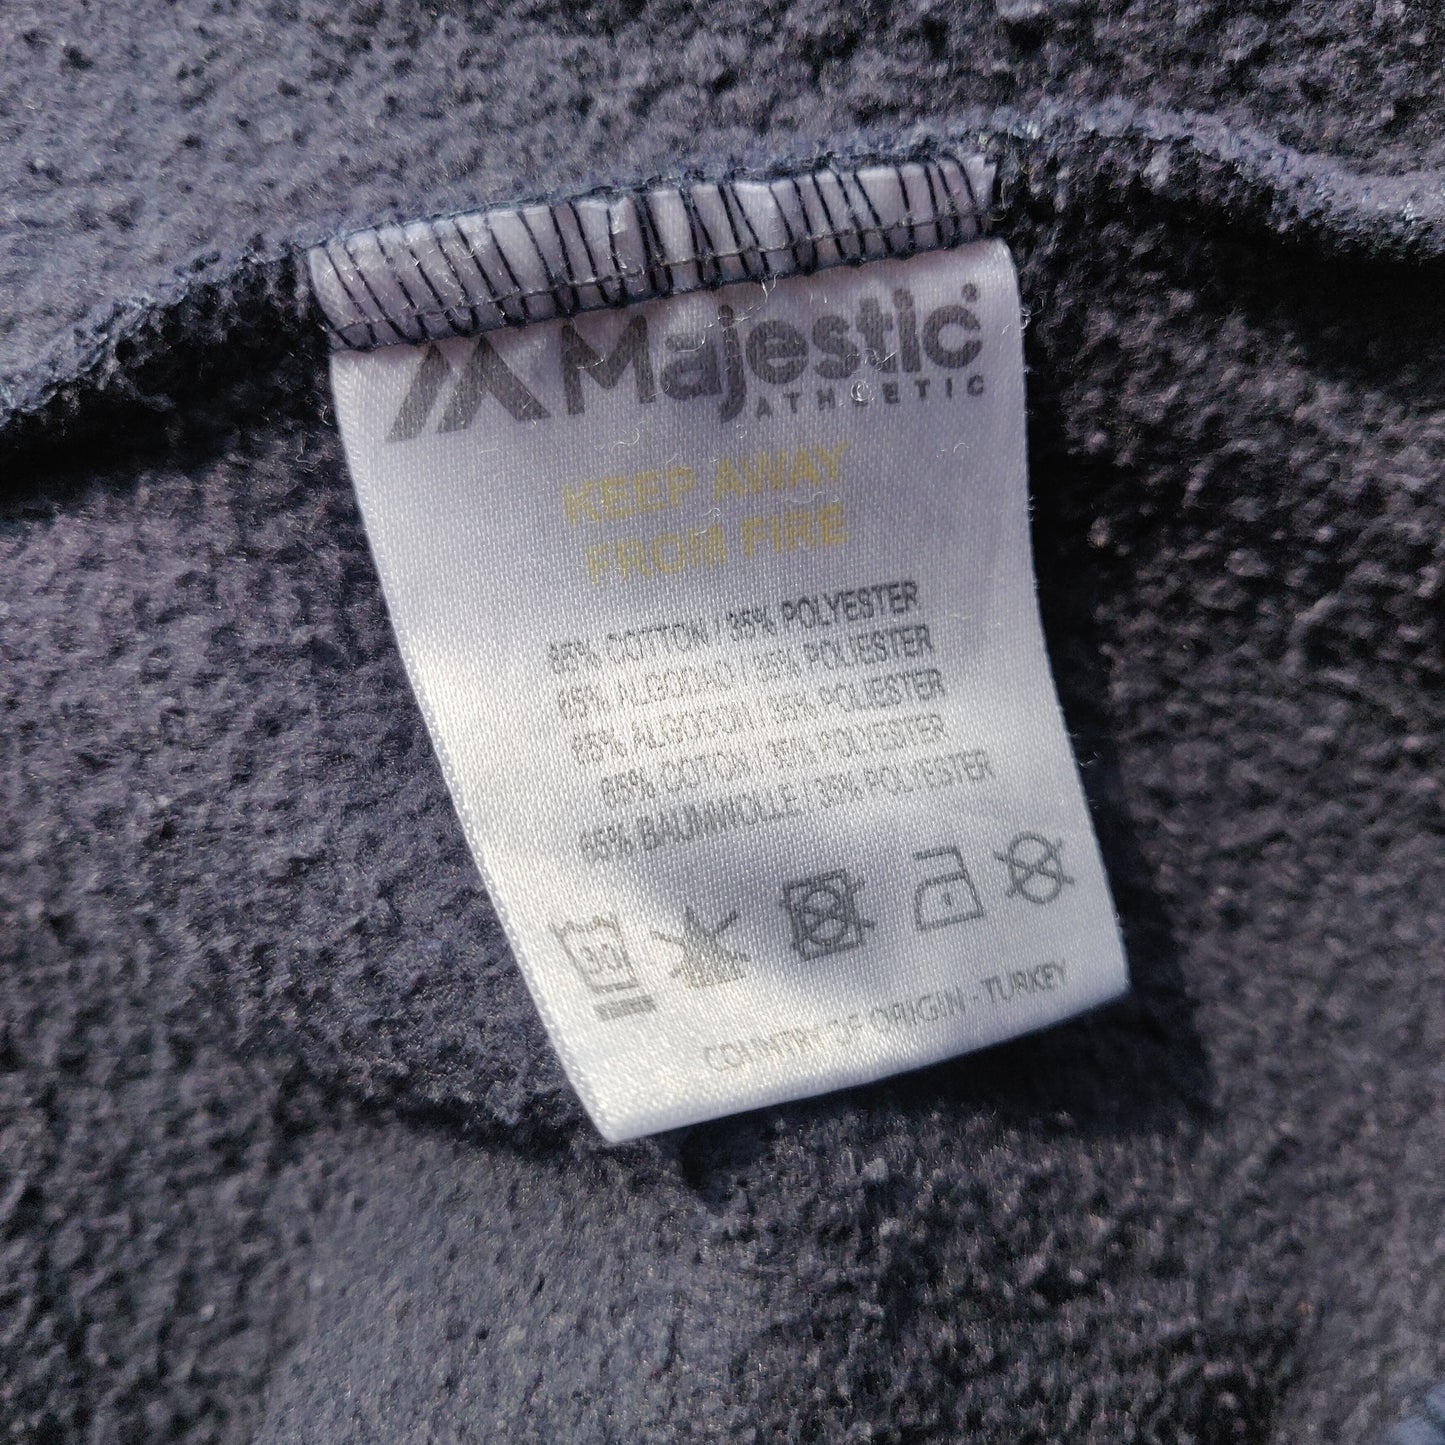 Majestic®
ATHLETIC
KEEP AWAY
FROM FIRE
65% COTTON / 35% POLYESTER
65% ALGODAO / 35% POLIESTER
65% ALGODON / 35% POLIESTER
65% COTON / 35% POLYESTER
65% BAUMWOLLE / 35% POLYESTER
30
COUNTRY OF ORIGIN - TURKEY